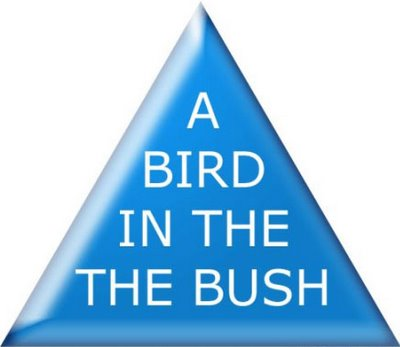 A
BIRD
IN THE
THE BUSH